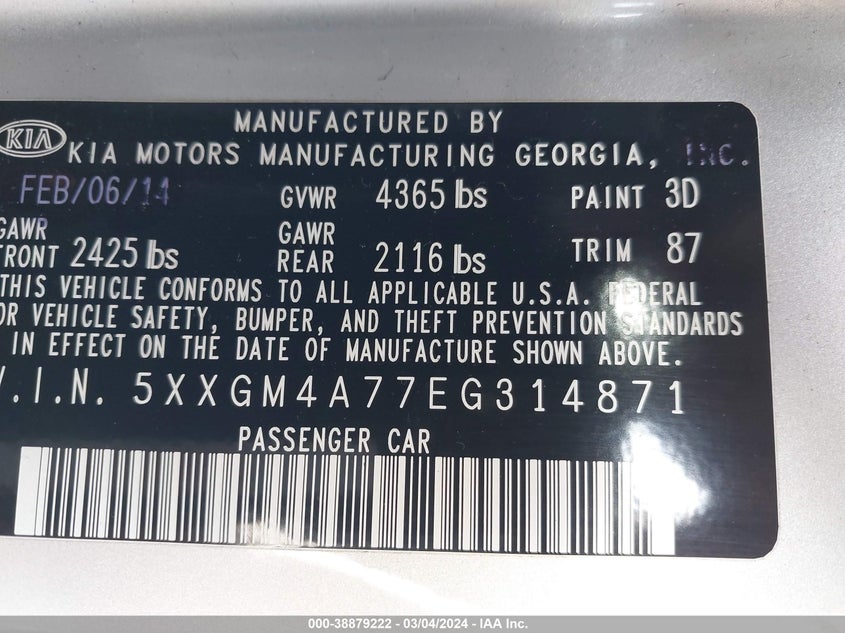 MANUFACTURED BY
KIA
KIA MOTORS MANUFACTURING GEORGIA, INC.
FEB/06/14 GVWR 4365 lbs PAINT 3D
GAWR FRONT 2425 lbs GAWR REAR 2116 lbs TRIM 87
THIS VEHICLE CONFORMS TO ALL APPLICABLE U.S.A. FEDERAL
OR VEHICLE SAFETY, BUMPER, AND THEFT PREVENTION STANDARDS
IN EFFECT ON THE DATE OF MANUFACTURE SHOWN ABOVE.
V.I.N. 5XXGM4A77EG314871
PASSENGER CAR
000-38879222 - 03/04/2024 - IAA Inc.